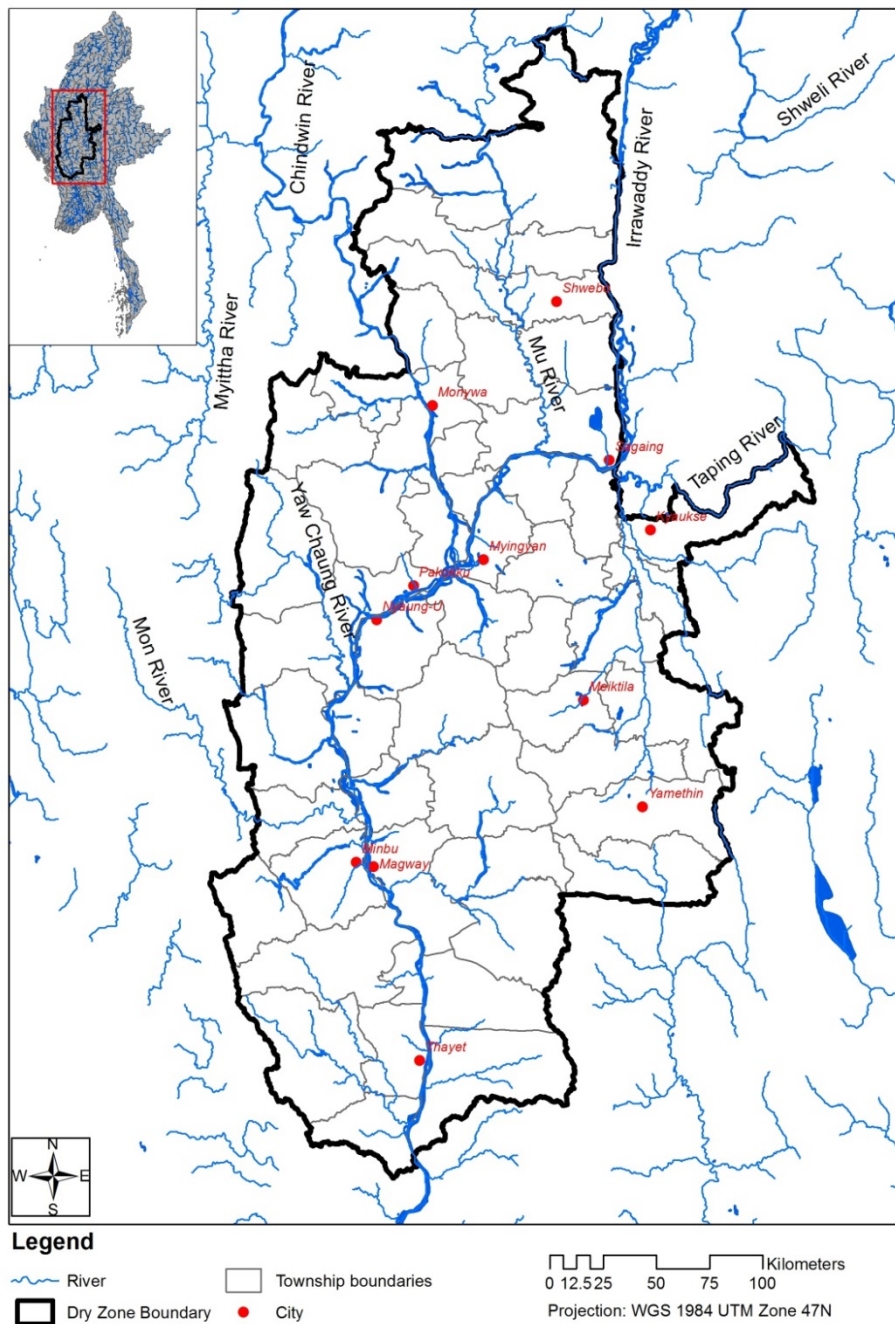 Chindwin River
Shweli River
Irrawaddy River
Myittha River
Shwebo
Mu River
Monywa
Sagaing
Taping River
Kyaukse
Yaw Chaung River
Myingyan
Pakokku
Nyaung-U
Mon River
Meiktila
Yamethin
Minbu
Magway
Thayet
N
W E
S
Legend
River
Township boundaries
Dry Zone Boundary
City
Kilometers
0 12.5 25 50 75 100
Projection: WGS 1984 UTM Zone 47N